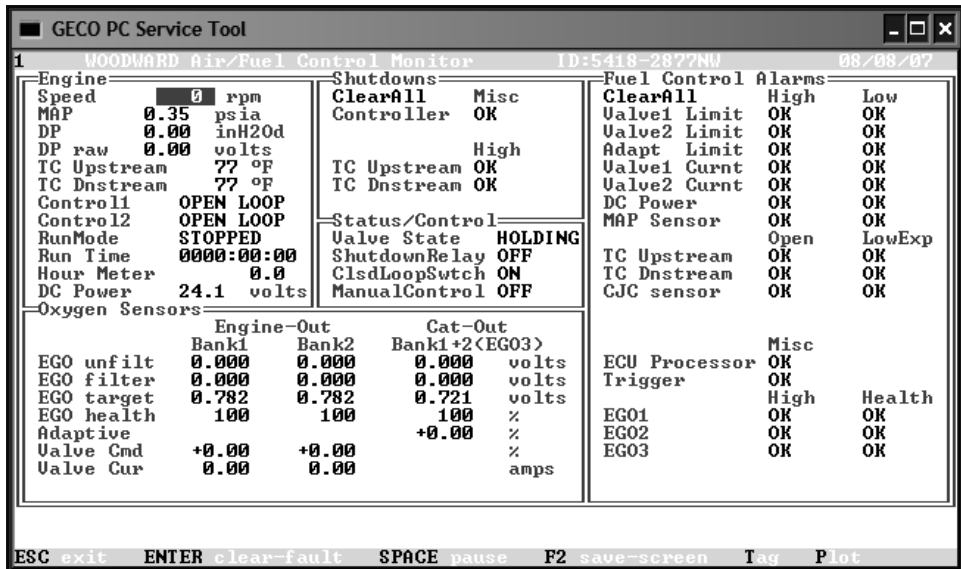 GECO PC Service Tool
1 WOODWARD Air/Fuel Control Monitor ID:5418-2877NW 08/08/07
Engine
Speed 0 rpm
MAP 0.35 psia
DP 0.00 inH2Od
DP raw 0.00 volts
TC Upstream 77 ºF
TC Dnstream 77 ºF
Control1 OPEN LOOP
Control2 OPEN LOOP
RunMode STOPPED
Run Time 0000:00:00
Hour Meter 0.0
DC Power 24.1 volts
Shutdowns
ClearAll Misc
Controller OK
High
TC Upstream OK
TC Dnstream OK
Status/Control
Valve State HOLDING
ShutdownRelay OFF
ClsdLoopSwtch ON
ManualControl OFF
Fuel Control Alarms
ClearAll High Low
Valve1 Limit OK OK
Valve2 Limit OK OK
Adapt Limit OK OK
Valve1 Curnt OK OK
Valve2 Curnt OK OK
DC Power OK OK
MAP Sensor OK OK
Open LowExp
TC Upstream OK OK
TC Dnstream OK OK
CJC sensor OK OK
Misc
ECU Processor OK
Trigger OK
High Health
EGO1 OK OK
EGO2 OK OK
EGO3 OK OK
Oxygen Sensors
Engine-Out Cat-Out
Bank1 Bank2 Bank1+2(EGO3)
EGO unfilt 0.000 0.000 0.000 volts
EGO filter 0.000 0.000 0.000 volts
EGO target 0.782 0.782 0.721 volts
EGO health 100 100 100 %
Adaptive +0.00 %
Valve Cmd +0.00 +0.00 %
Valve Cur 0.00 0.00 amps
ESC exit ENTER clear-fault SPACE pause F2 save-screen Tag Plot